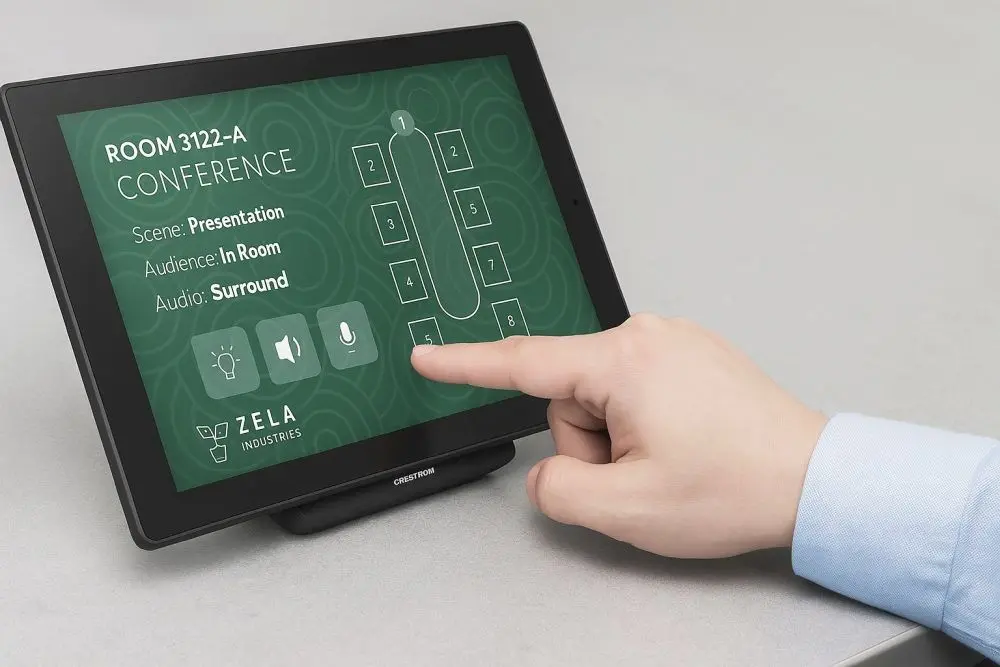 ROOM 3122-A
CONFERENCE
Scene: Presentation
Audience: In Room
Audio: Surround
1
2
2
3
5
4
7
5
8
ZELA
INDUSTRIES
CRESTROM